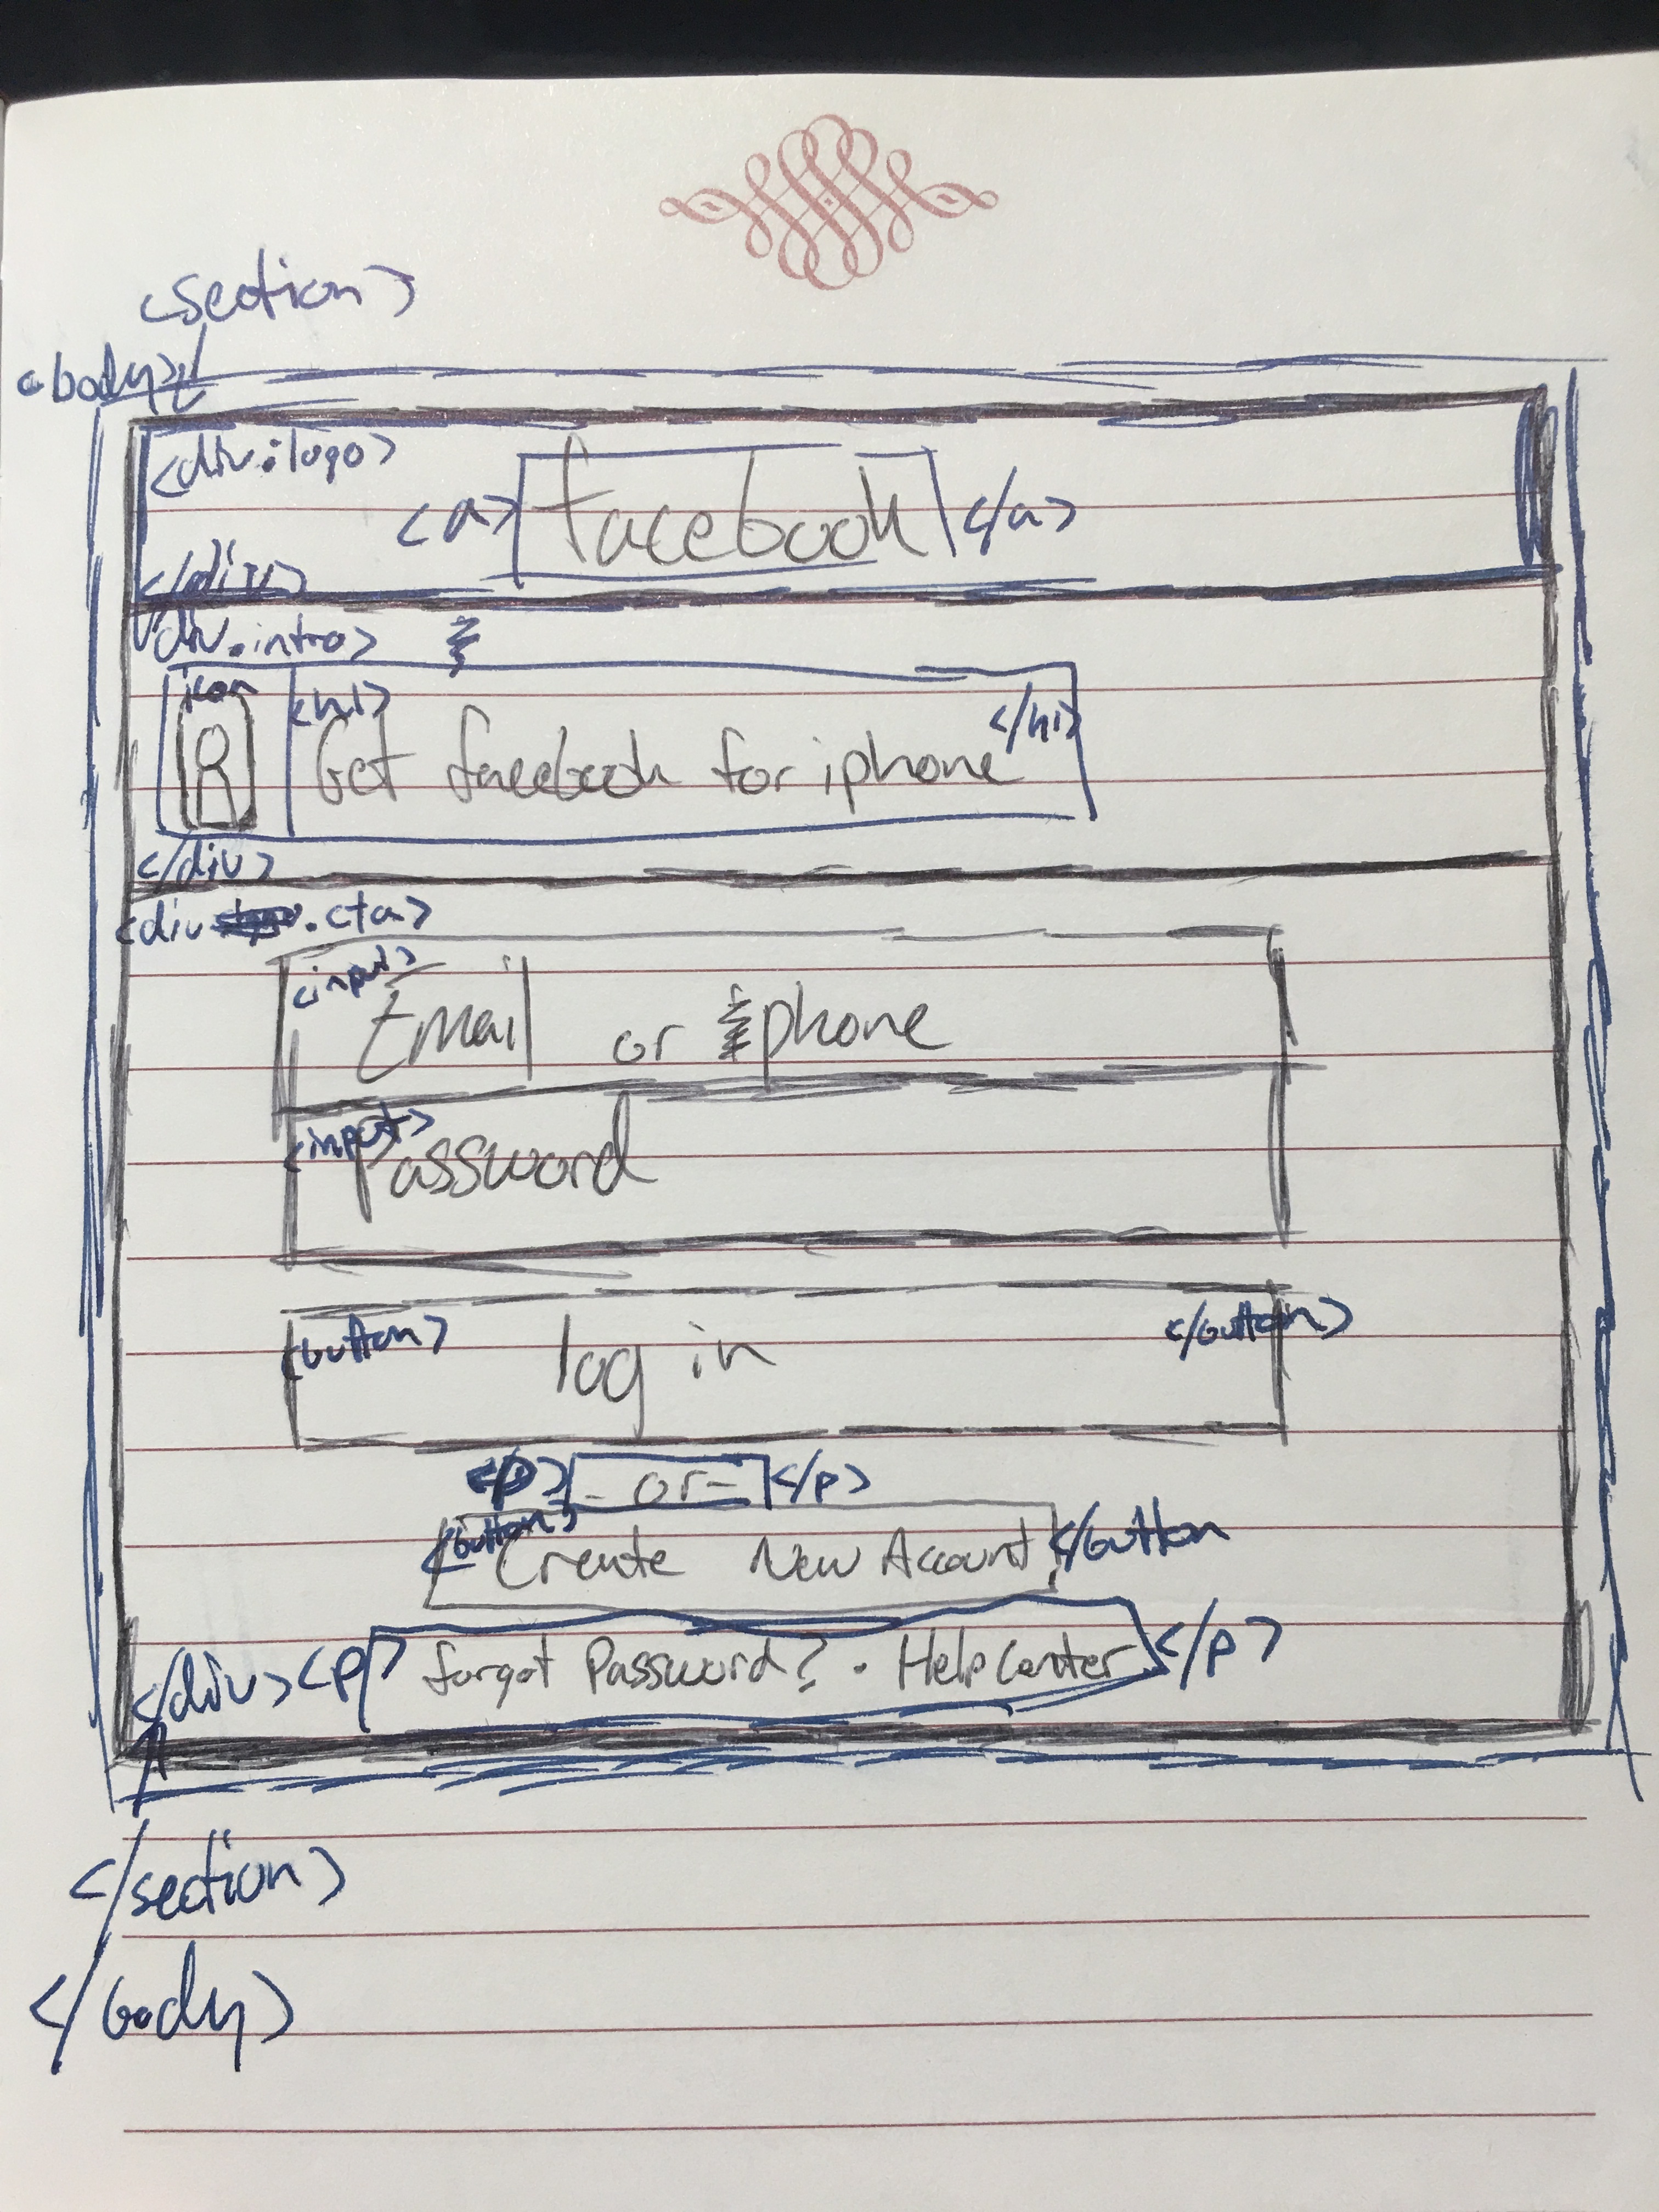 <section>
<body>
<div.logo>
<a> facebook </a>
</div>
div.intro>
icon <h1> Get facebook for iphone </h1>
</div>
<div .cta>
<input>
Email or phone
<input>
Password
<button> log in </button>
<p> - or - </p>
<button> Create New Account </button
</div> <p> forgot Password? · Help Center </p>
</section>
</body>